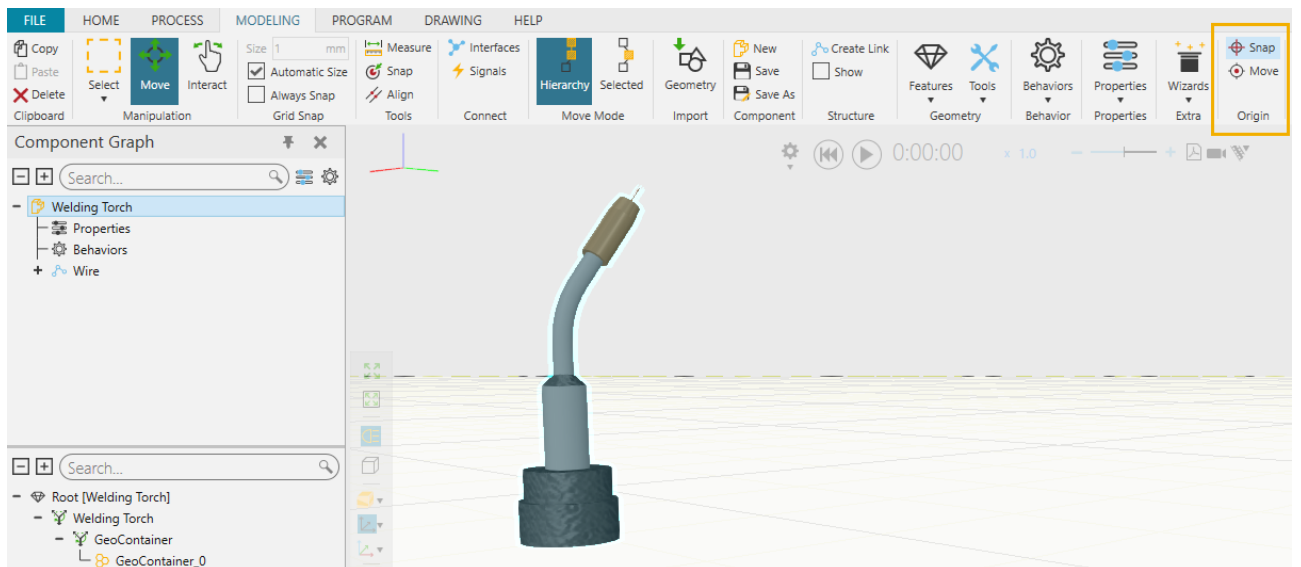 FILE HOME PROCESS MODELING PROGRAM DRAWING HELP
Copy
Paste
Delete
Clipboard
Select Move Interact
Manipulation
Size 1 mm
Automatic Size
Always Snap
Grid Snap
Measure
Snap
Align
Tools
Interfaces
Signals
Connect
Hierarchy Selected
Move Mode
Geometry
Import
New
Save
Save As
Component
Create Link
Show
Structure
Features Tools
Geometry
Behaviors
Behavior
Properties
Properties
Wizards
Extra
Snap
Move
Origin
Component Graph
Search...
Welding Torch
Properties
Behaviors
Wire
0:00:00 x 1.0
Search...
Root [Welding Torch]
Welding Torch
GeoContainer
GeoContainer_0